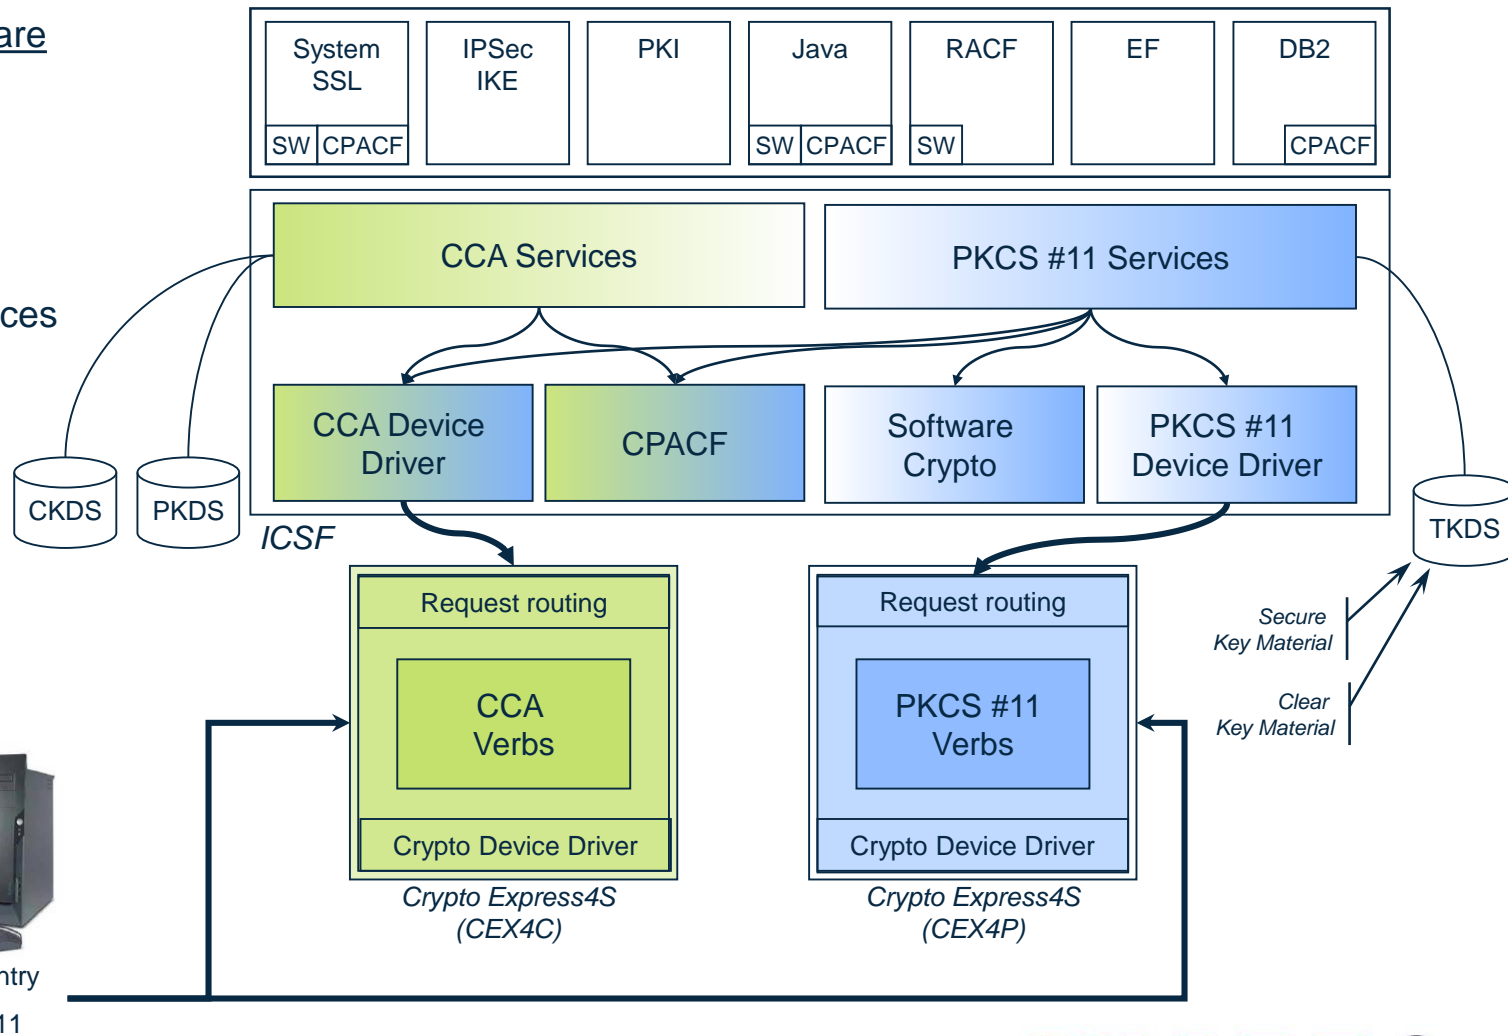 System
SSL
SW CPACF
IPSec
IKE
PKI
Java
SW CPACF
RACF
SW
EF
DB2
CPACF
CCA Services
PKCS #11 Services
CCA Device
Driver
CPACF
Software
Crypto
PKCS #11
Device Driver
CKDS
PKDS
TKDS
ICSF
Request routing
CCA
Verbs
Crypto Device Driver
Crypto Express4S
(CEX4C)
Request routing
PKCS #11
Verbs
Crypto Device Driver
Crypto Express4S
(CEX4P)
Secure
Key Material
Clear
Key Material
are
ces
ntry
11